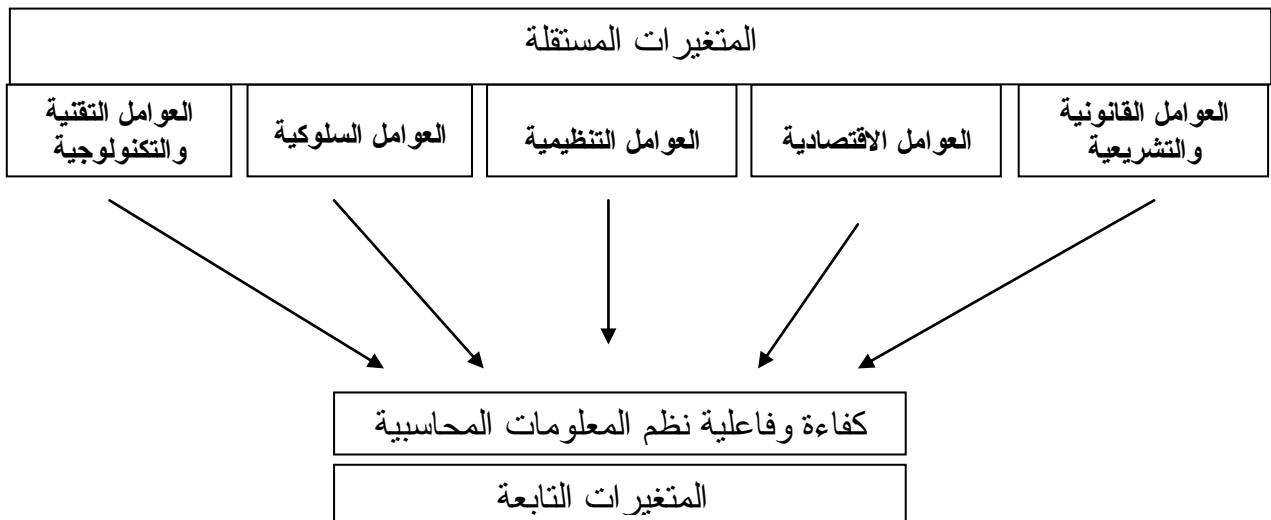 المتغيرات المستقلة
العوامل القانونية
والتشريعية
العوامل الاقتصادية
العوامل التنظيمية
العوامل السلوكية
العوامل التقنية
والتكنولوجية
كفاءة وفاعلية نظم المعلومات المحاسبية
المتغيرات التابعة